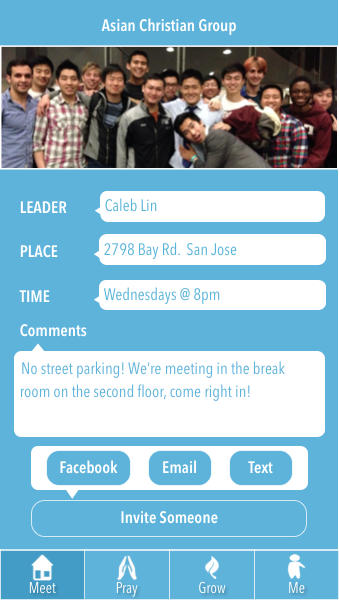 Asian Christian Group
LEADER Caleb Lin
PLACE 2798 Bay Rd. San Jose
TIME Wednesdays @ 8pm
Comments
No street parking! We're meeting in the break
room on the second floor, come right in!
Facebook Email Text
Invite Someone
Meet Pray Grow Me